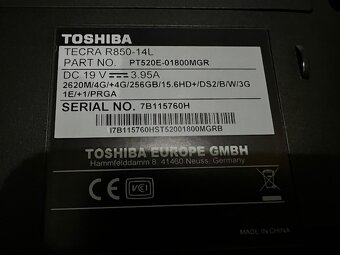 TOSHIBA
TECRA R850-14L
PART NO. PT520E-01800MGR
DC 19 V 3.95A
2620M/4G/+4G/256GB/15.6HD+/DS2/B/W/3G
1E/+1/PRGA
SERIAL NO. 7B115760H
I7B115760HST52001800MGRB
TOSHIBA EUROPE GMBH
Hammfelddamm 8, 41460 Neuss, Germany
CE
VCI
MADE IN CHINA